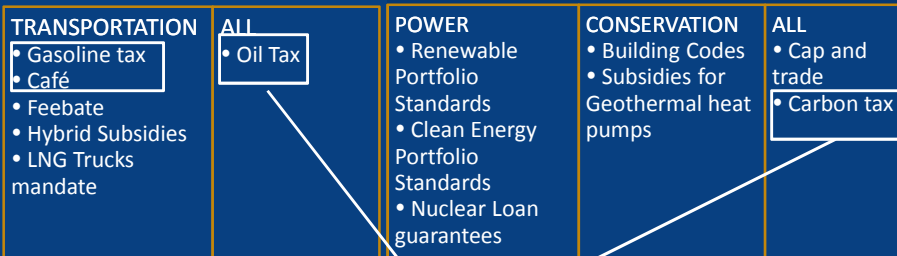 TRANSPORTATION
• Gasoline tax
• Café
• Feebate
• Hybrid Subsidies
• LNG Trucks
mandate
ALL
• Oil Tax
POWER
• Renewable
Portfolio
Standards
• Clean Energy
Portfolio
Standards
• Nuclear Loan
guarantees
CONSERVATION
• Building Codes
• Subsidies for
Geothermal heat
pumps
ALL
• Cap and
trade
• Carbon tax